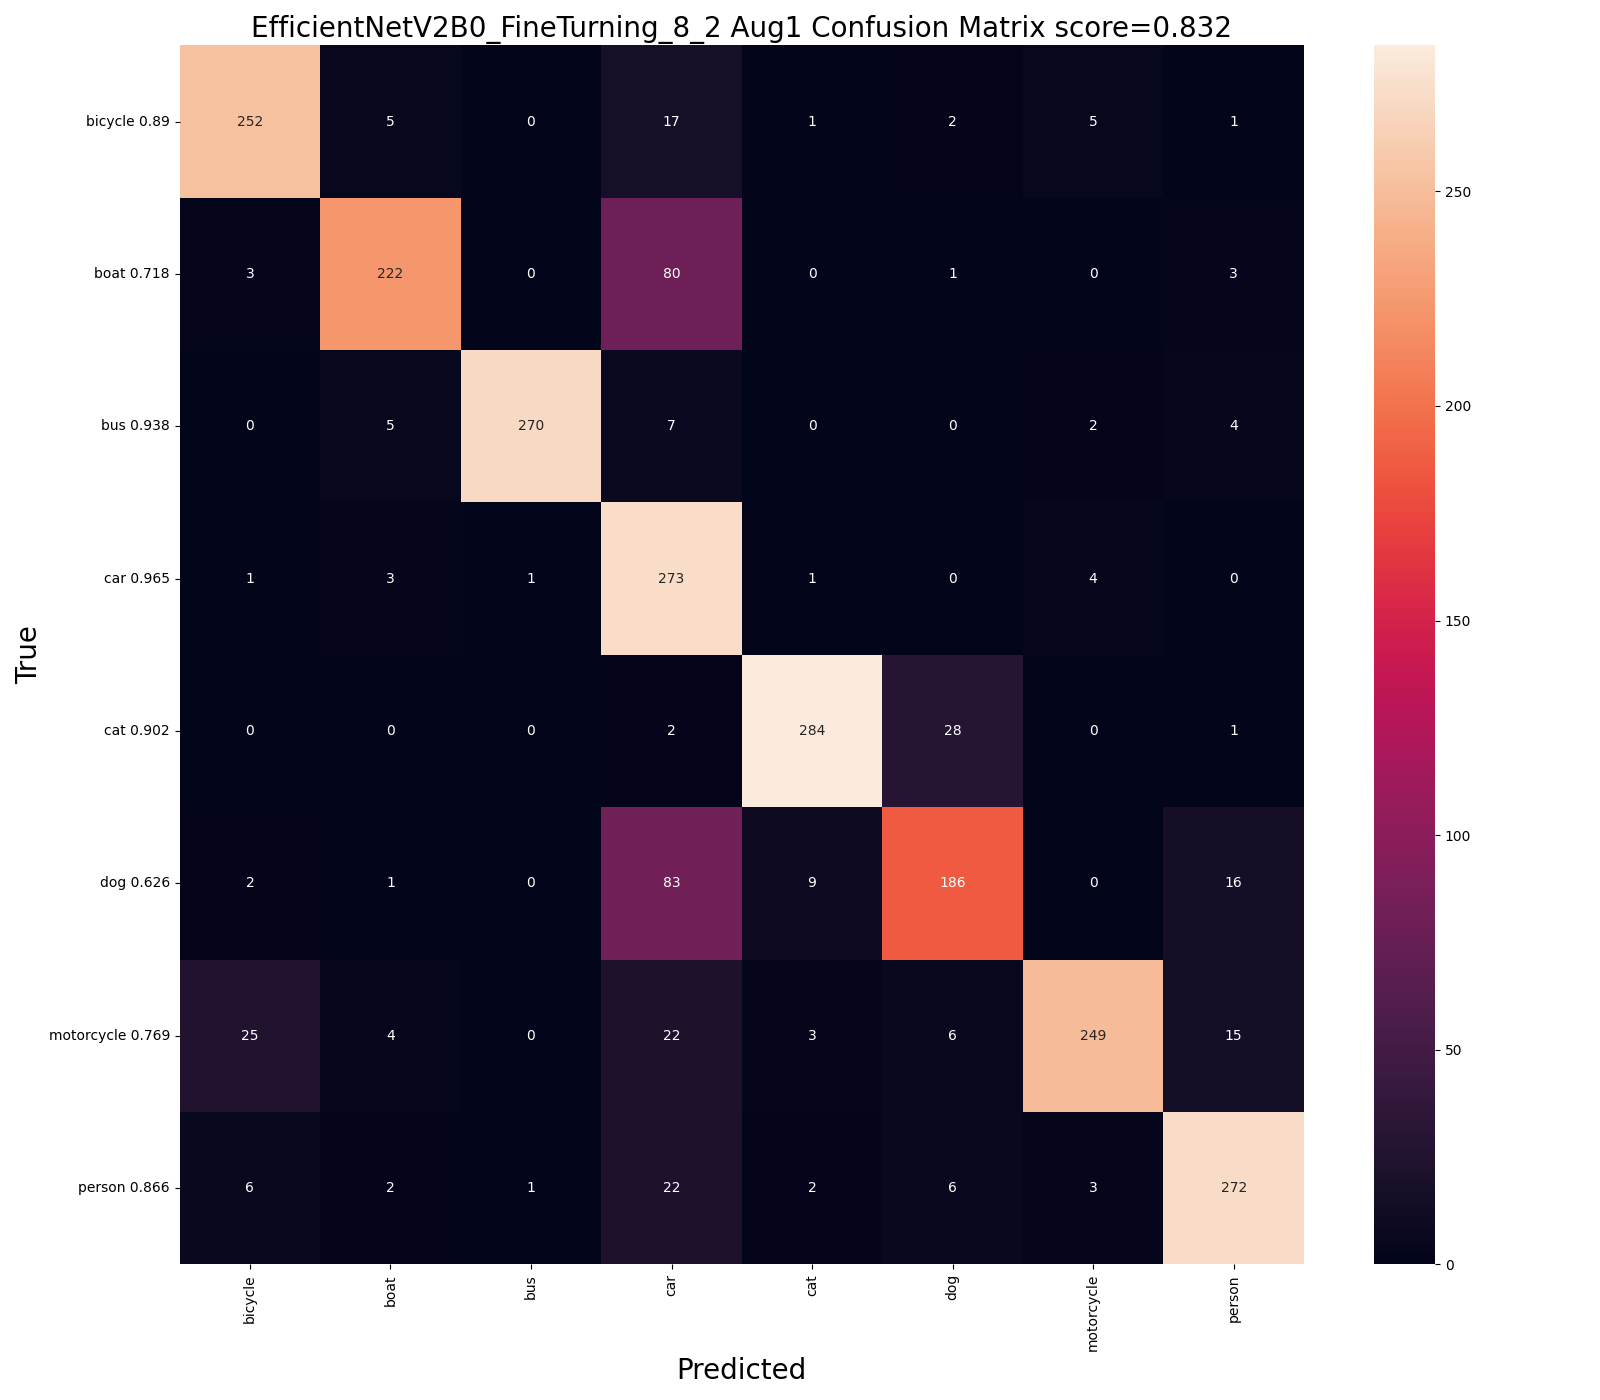 EfficientNetV2B0_FineTurning_8_2 Aug1 Confusion Matrix score=0.832
bicycle 0.89 252 5 0 17 1 2 5 1
boat 0.718 3 222 0 80 0 1 0 3
bus 0.938 0 5 270 7 0 0 2 4
car 0.965 1 3 1 273 1 0 4 0
cat 0.902 0 0 0 2 284 28 0 1
dog 0.626 2 1 0 83 9 186 0 16
motorcycle 0.769 25 4 0 22 3 6 249 15
person 0.866 6 2 1 22 2 6 3 272
True
bicycle boat bus car cat dog motorcycle person
Predicted
250
200
150
100
50
0